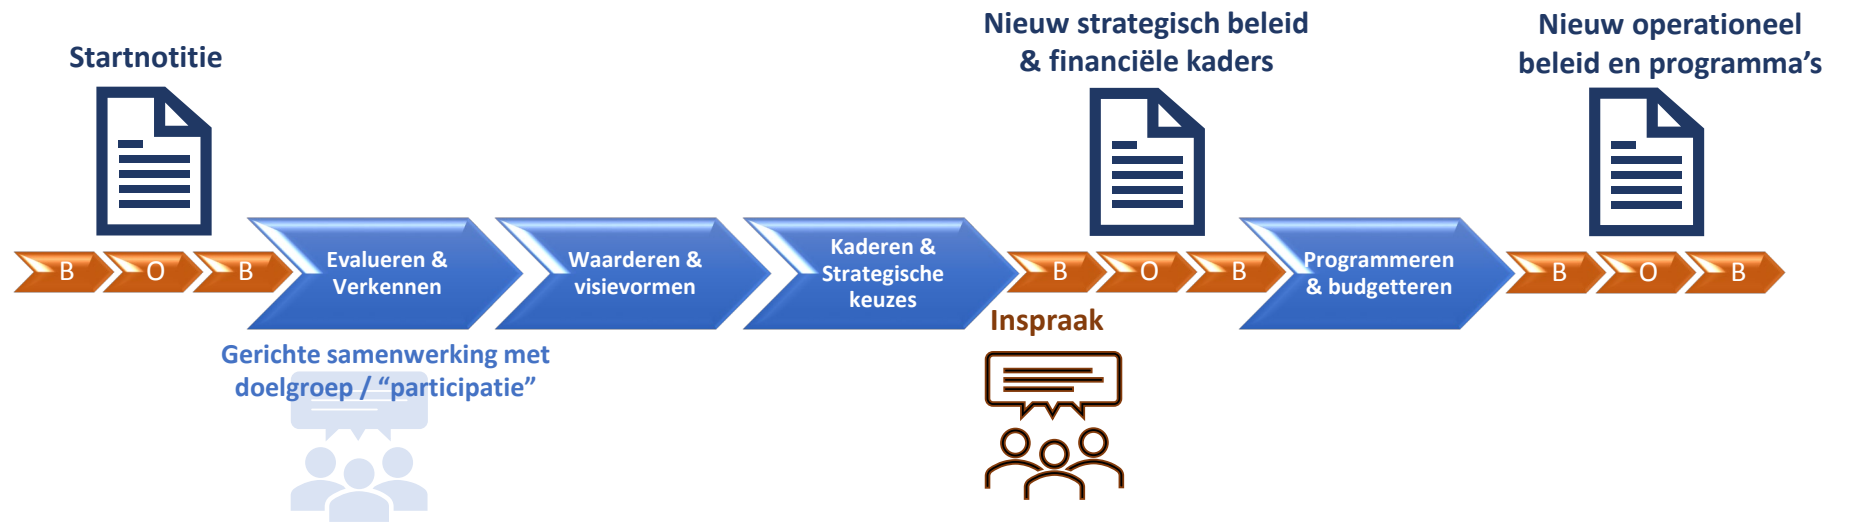 Startnotitie
Nieuw strategisch beleid
& financiële kaders
Nieuw operationeel
beleid en programma’s
B O B
Evalueren &
Verkennen
Waarderen &
visievormen
Kaderen &
Strategische
keuzes
B O B
Programmeren
& budgetteren
B O B
Gerichte samenwerking met
doelgroep / “participatie”
Inspraak